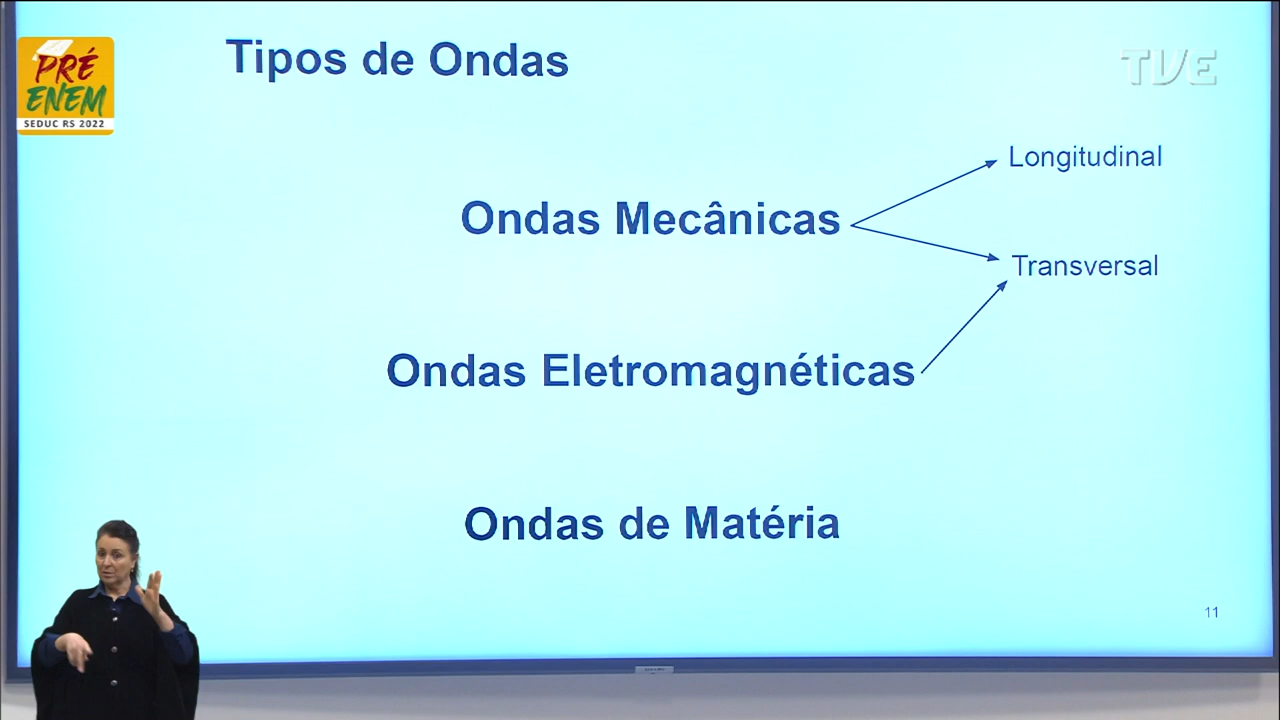 Tipos de Ondas
PRÉ
ENEM
SEDUC RS 2022
TVE
Longitudinal
Ondas Mecânicas
Transversal
Ondas Eletromagnéticas
Ondas de Matéria
11